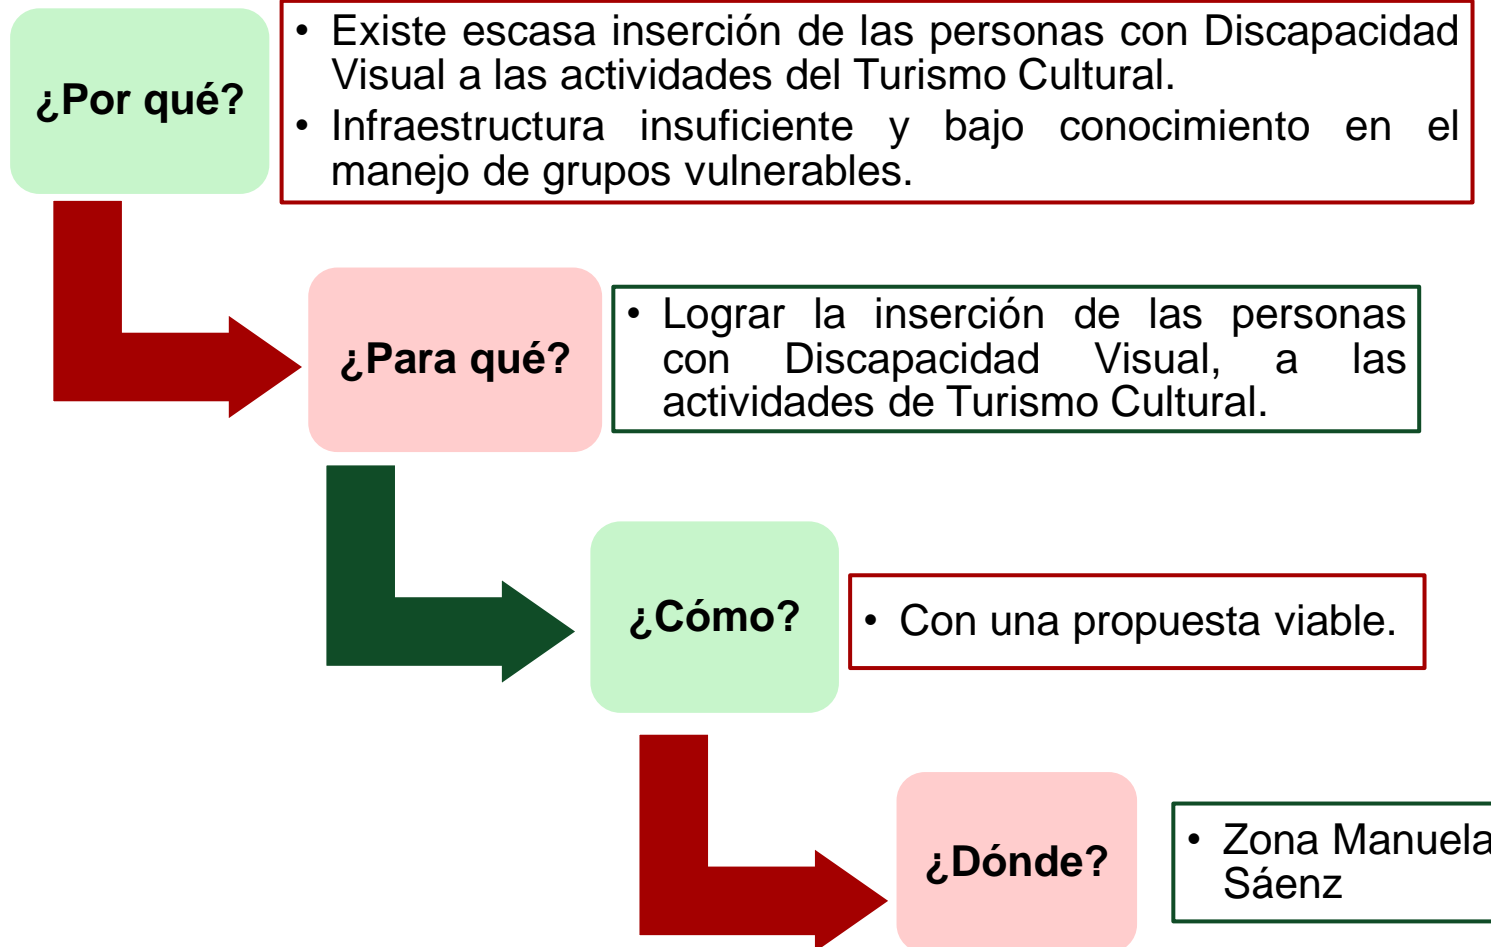 ¿Por qué?
• Existe escasa inserción de las personas con Discapacidad
Visual a las actividades del Turismo Cultural.
• Infraestructura insuficiente y bajo conocimiento en el
manejo de grupos vulnerables.
¿Para qué?
• Lograr la inserción de las personas
con Discapacidad Visual, a las
actividades de Turismo Cultural.
¿Cómo?
• Con una propuesta viable.
¿Dónde?
• Zona Manuela
Sáenz